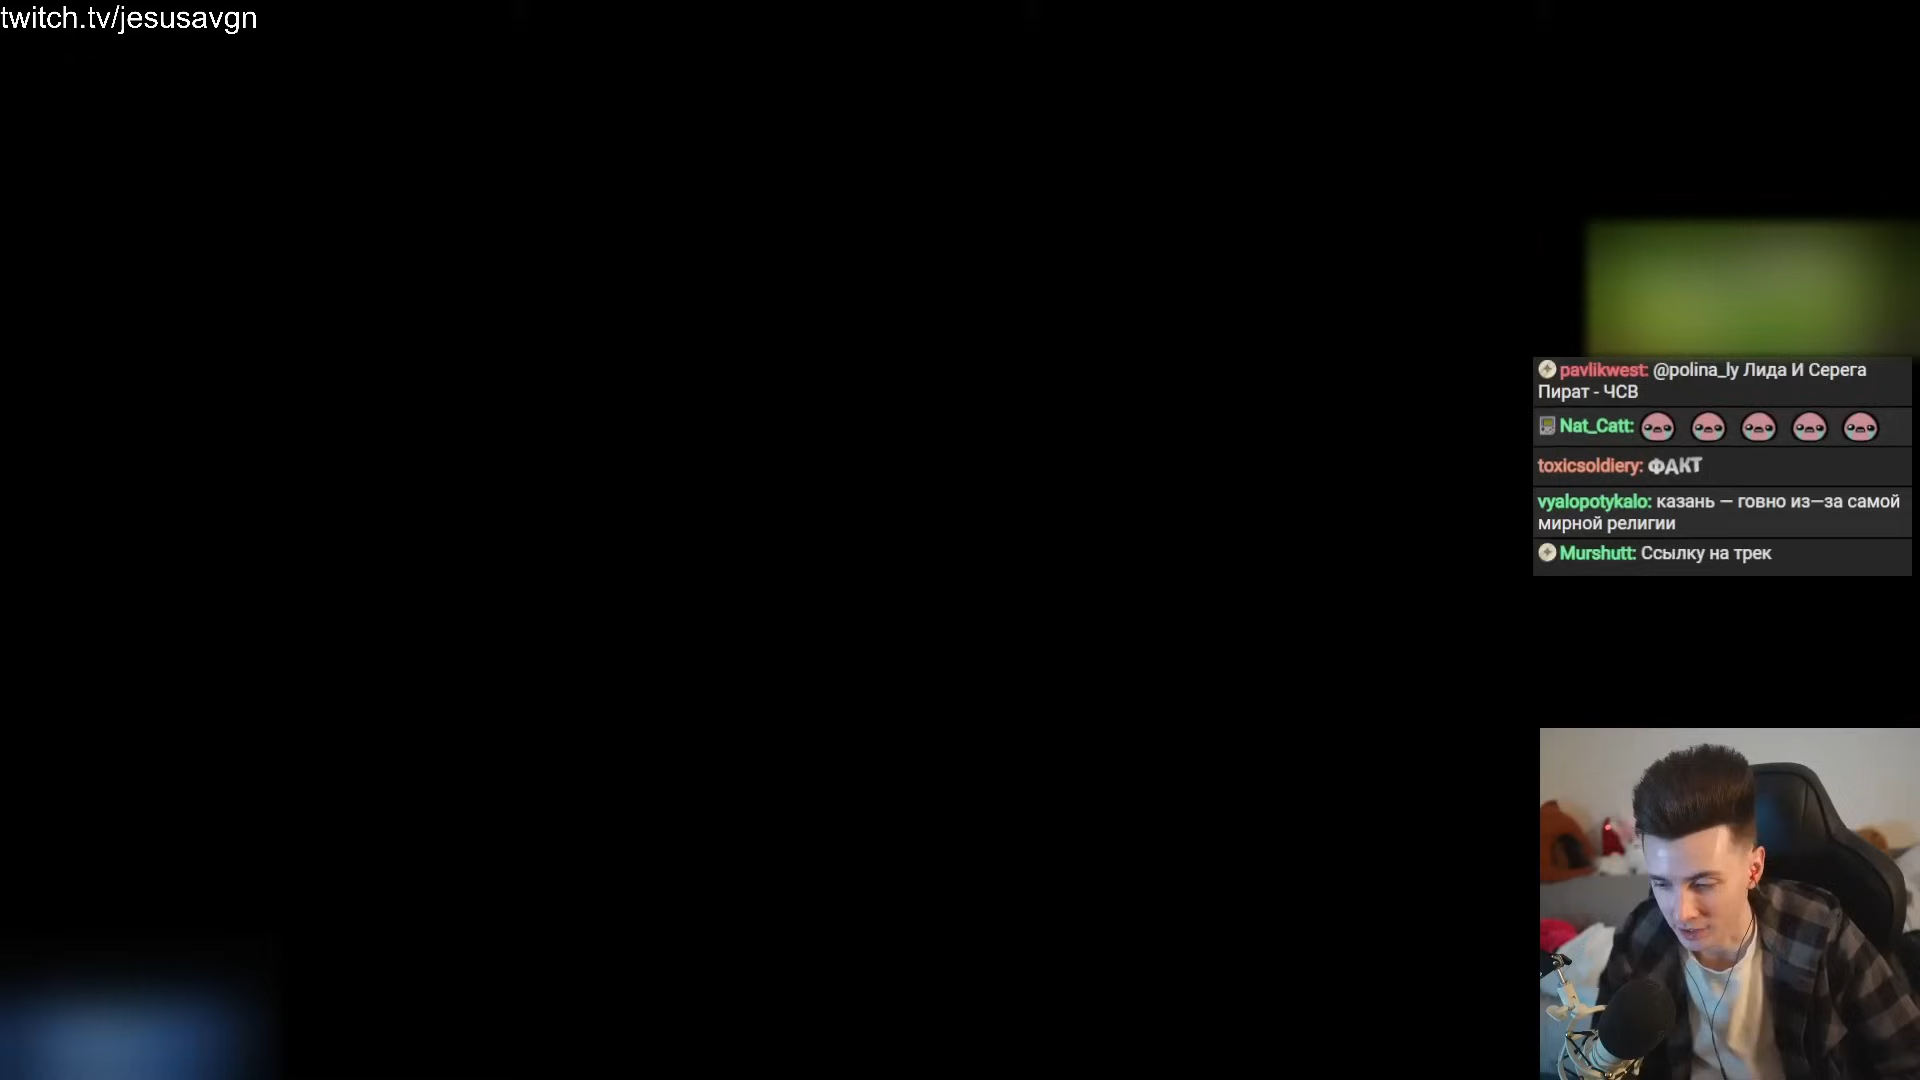 twitch.tv/jesusavgn
pavlikwest: @polina_ly Лида И Серега
Пират - ЧСВ
Nat_Catt:
toxicsoldiery: ФАКТ
vyalopotykalo: казань — говно из—за самой
мирной религии
Murshutt: Ссылку на трек